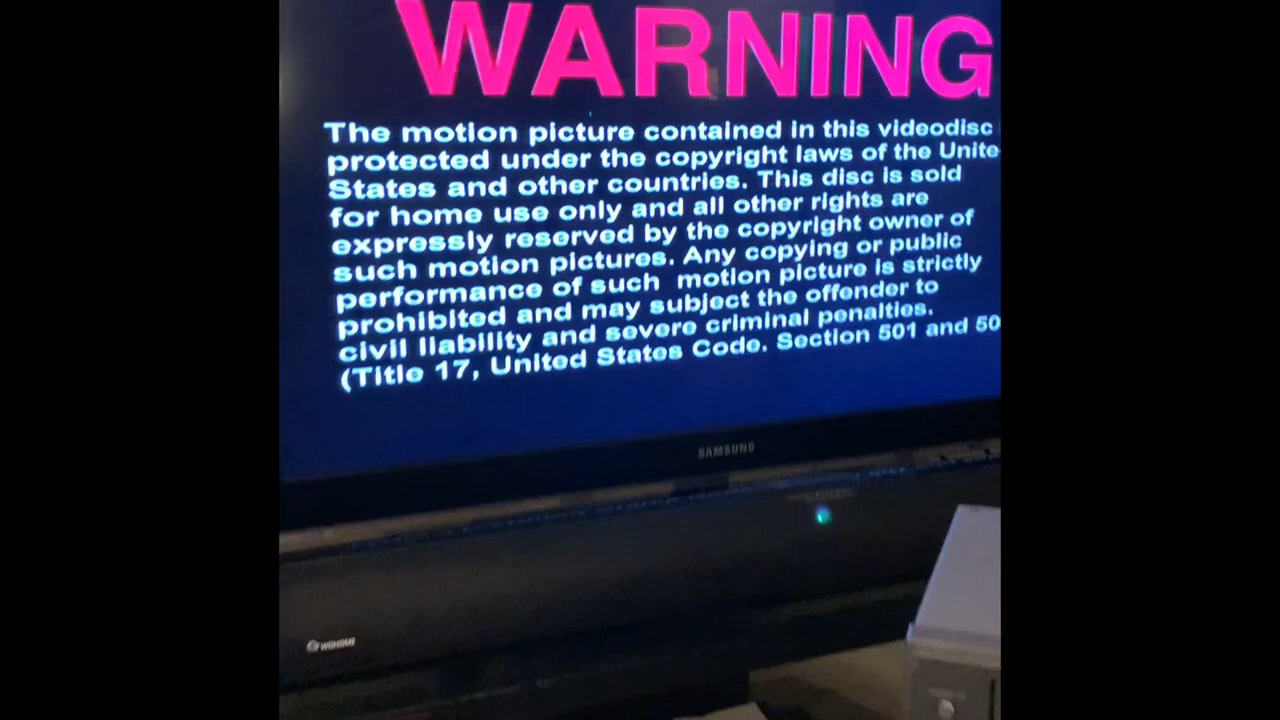 WARNING
The motion picture contained in this videodisc
protected under the copyright laws of the Unite
States and other countries. This disc is sold
for home use only and all other rights are
expressly reserved by the copyright owner of
such motion pictures. Any copying or public
performance of such motion picture is strictly
prohibited and may subject the offender to
civil liability and severe criminal penalties.
(Title 17, United States Code. Section 501 and 50
SAMSUNG